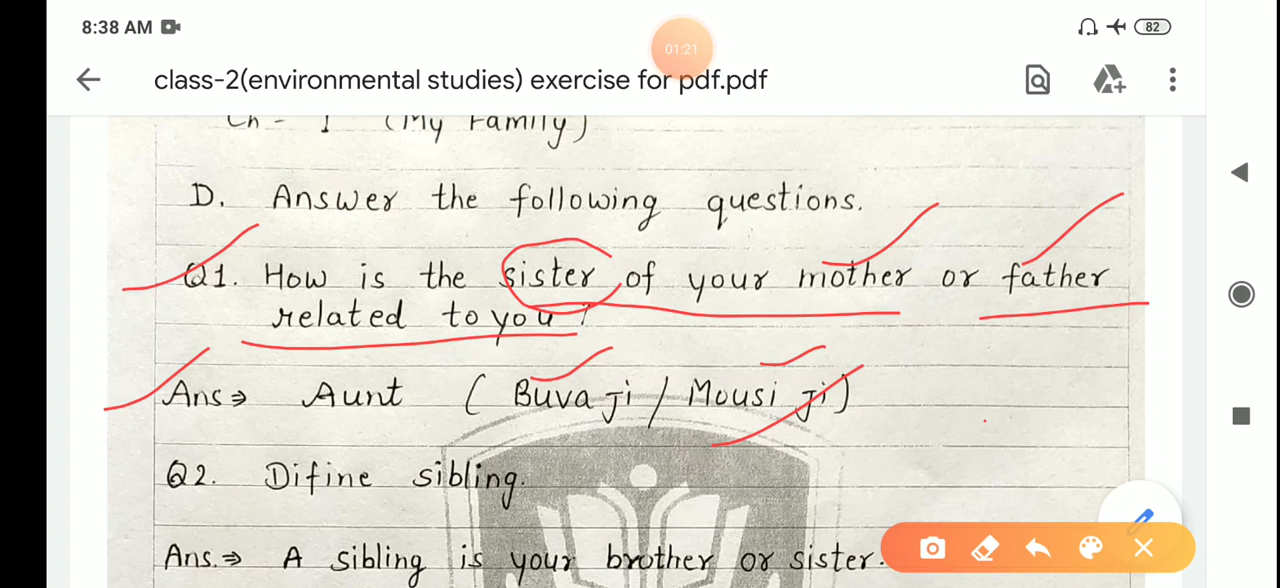 8:38 AM
82
01:21
class-2(environmental studies) exercise for pdf.pdf
Ch - 1 (My Family)
D. Answer the following questions.
Q1. How is the sister of your mother or father
related to you?
Ans⇒ Aunt ( Buva Ji / Mousi Ji )
Q2. Difine sibling.
Ans.⇒ A sibling is your brother or sister.